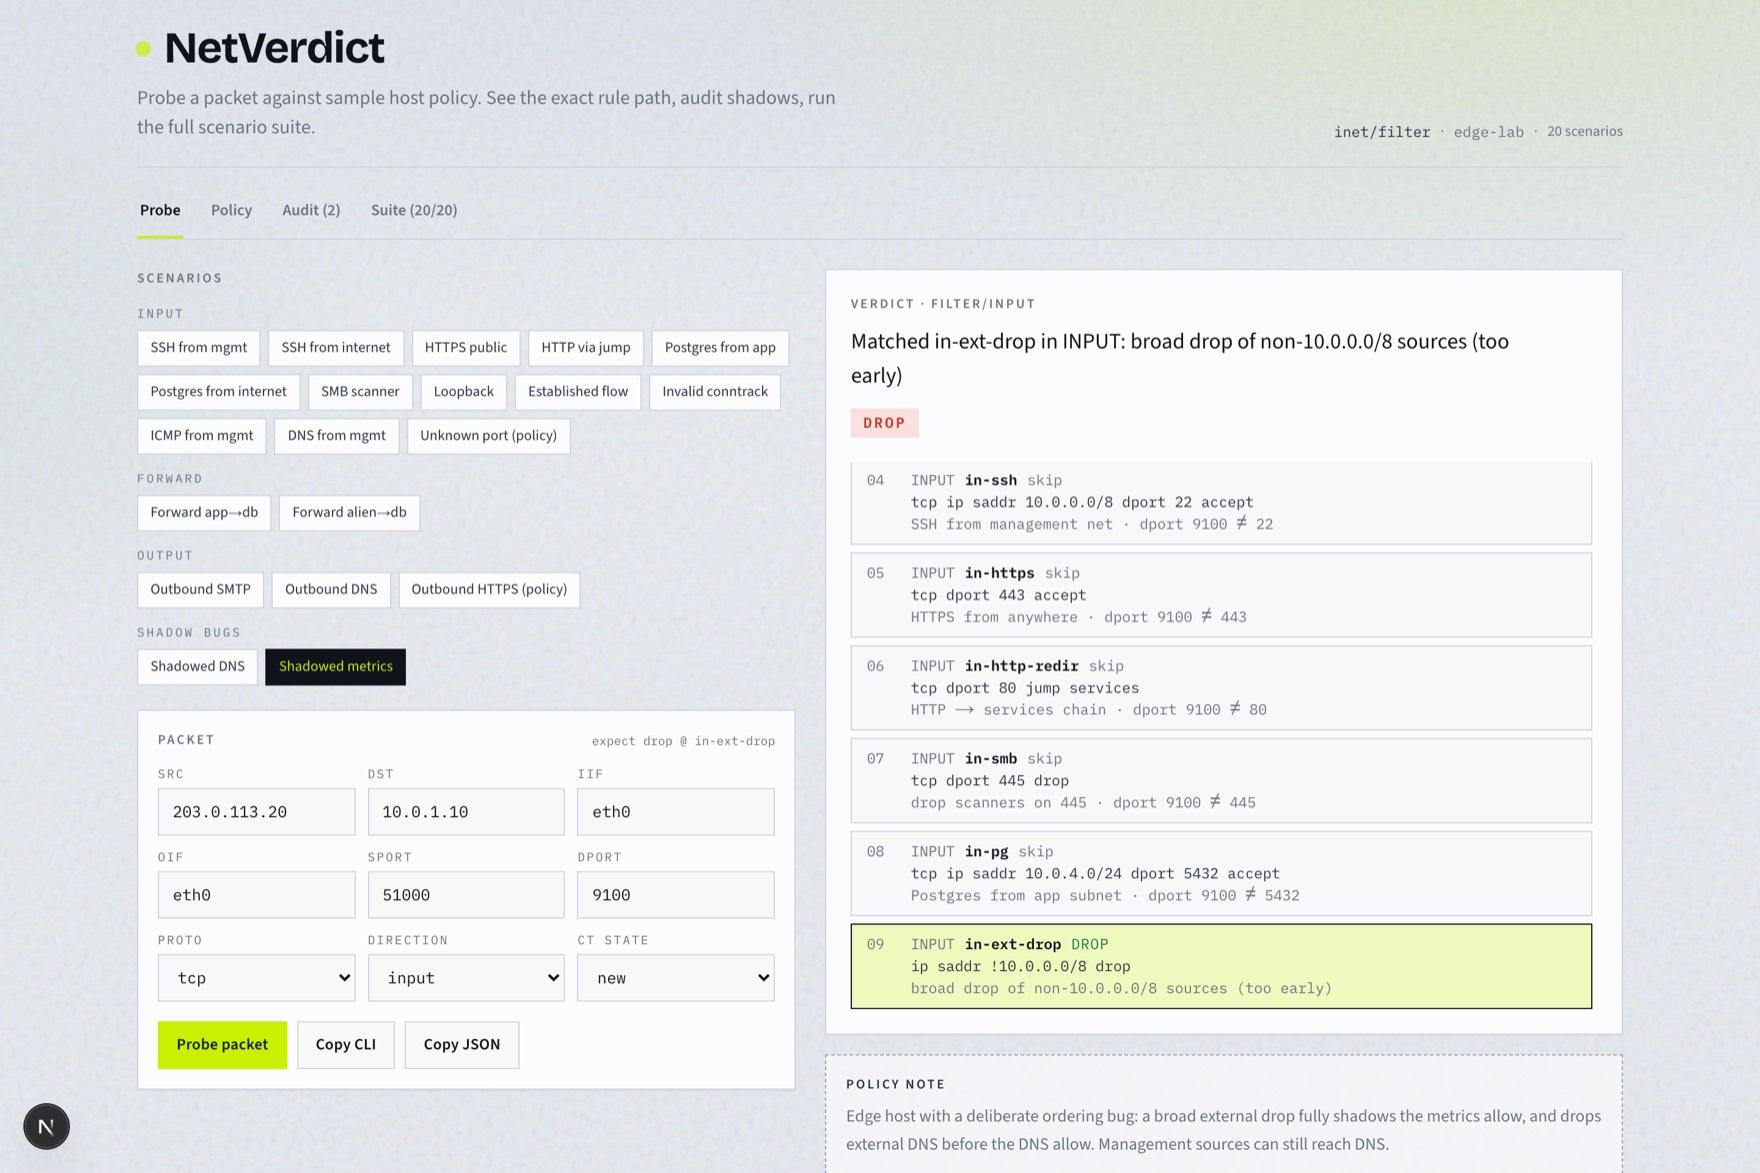 NetVerdict
Probe a packet against sample host policy. See the exact rule path, audit shadows, run
the full scenario suite.
inet/filter · edge-lab · 20 scenarios
Probe Policy Audit (2) Suite (20/20)
SCENARIOS
INPUT
SSH from mgmt SSH from internet HTTPS public HTTP via jump Postgres from app
Postgres from internet SMB scanner Loopback Established flow Invalid conntrack
ICMP from mgmt DNS from mgmt Unknown port (policy)
FORWARD
Forward app→db Forward alien→db
OUTPUT
Outbound SMTP Outbound DNS Outbound HTTPS (policy)
SHADOW BUGS
Shadowed DNS Shadowed metrics
PACKET expect drop @ in-ext-drop
SRC DST IIF
203.0.113.20 10.0.1.10 eth0
OIF SPORT DPORT
eth0 51000 9100
PROTO DIRECTION CT STATE
tcp input new
Probe packet Copy CLI Copy JSON
N
VERDICT · FILTER/INPUT
Matched in-ext-drop in INPUT: broad drop of non-10.0.0.0/8 sources (too
early)
DROP
04 INPUT in-ssh skip
tcp ip saddr 10.0.0.0/8 dport 22 accept
SSH from management net · dport 9100 ≠ 22
05 INPUT in-https skip
tcp dport 443 accept
HTTPS from anywhere · dport 9100 ≠ 443
06 INPUT in-http-redir skip
tcp dport 80 jump services
HTTP → services chain · dport 9100 ≠ 80
07 INPUT in-smb skip
tcp dport 445 drop
drop scanners on 445 · dport 9100 ≠ 445
08 INPUT in-pg skip
tcp ip saddr 10.0.4.0/24 dport 5432 accept
Postgres from app subnet · dport 9100 ≠ 5432
09 INPUT in-ext-drop DROP
ip saddr !10.0.0.0/8 drop
broad drop of non-10.0.0.0/8 sources (too early)
POLICY NOTE
Edge host with a deliberate ordering bug: a broad external drop fully shadows the metrics allow, and drops
external DNS before the DNS allow. Management sources can still reach DNS.